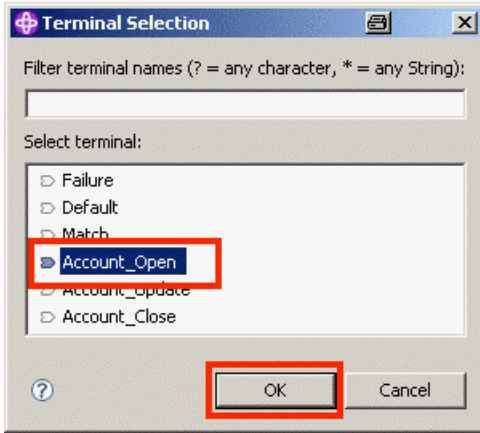 Terminal Selection
Filter terminal names (? = any character, * = any String):
Select terminal:
Failure
Default
Match
Account_Open
Account_Update
Account_Close
?
OK Cancel